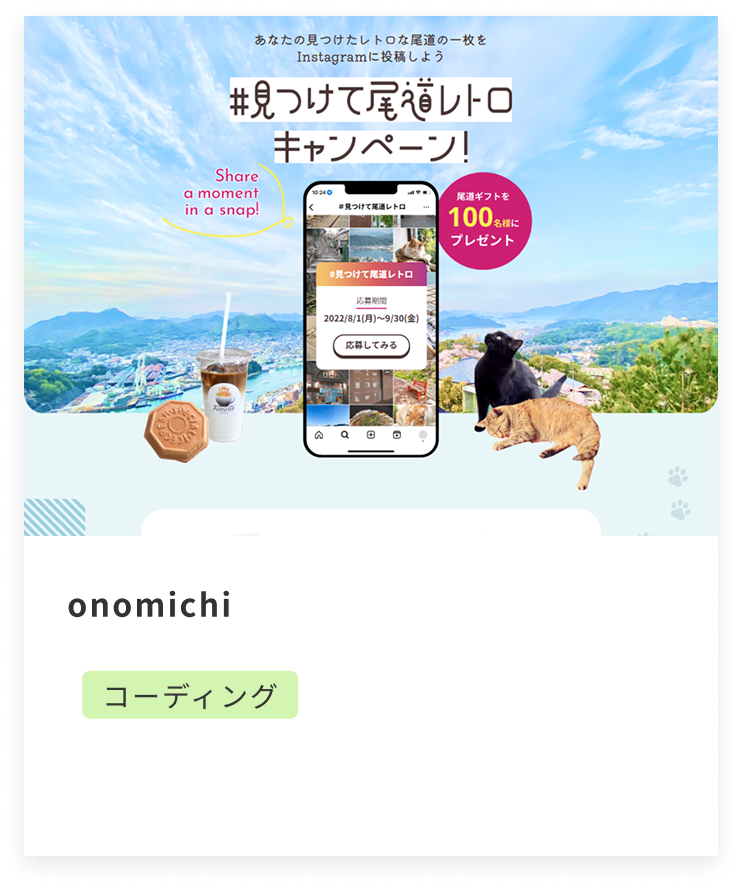 あなたの見つけたレトロな尾道の一枚を
Instagramに投稿しよう
#見つけて尾道レトロ
キャンペーン!
Share
a moment
in a snap!
10:24
#見つけて尾道レトロ
尾道ギフトを
100名様に
プレゼント
#見つけて尾道レトロ
応募期間
2022/8/1(月)〜9/30(金)
応募してみる
onomichi
コーディング